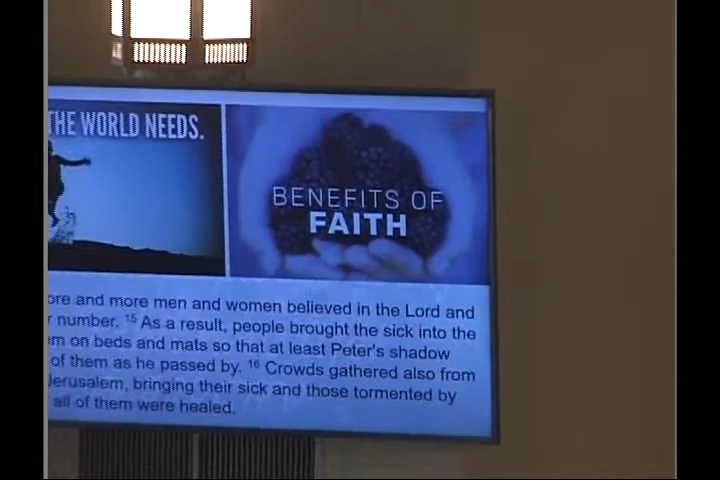 THE WORLD NEEDS.
BENEFITS OF
FAITH
and more men and women believed in the Lord and
number. 15 As a result, people brought the sick into the
on beds and mats so that at least Peter's shadow
of them as he passed by. 16 Crowds gathered also from
Jerusalem, bringing their sick and those tormented by
all of them were healed.